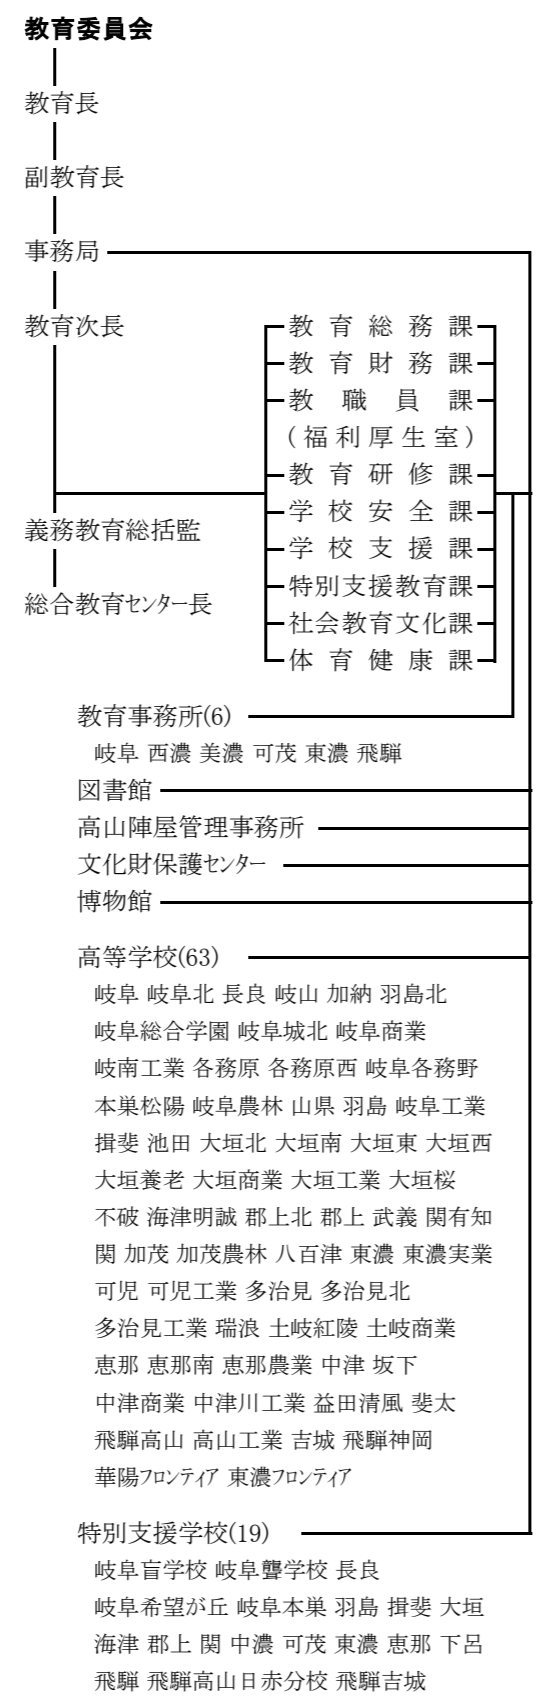 教育委員会
教育長
副教育長
事務局
教育次長
教育総務課
教育財務課
教職員課
(福利厚生室)
教育研修課
学校安全課
義務教育総括監
学校支援課
特別支援教育課
総合教育センター長
社会教育文化課
体育健康課
教育事務所(6)
岐阜 西濃 美濃 可茂 東濃 飛騨
図書館
高山陣屋管理事務所
文化財保護センター
博物館
高等学校(63)
岐阜 岐阜北 長良 岐山 加納 羽島北
岐阜総合学園 岐阜城北 岐阜商業
岐南工業 各務原 各務原西 岐阜各務野
本巣松陽 岐阜農林 山県 羽島 岐阜工業
揖斐 池田 大垣北 大垣南 大垣東 大垣西
大垣養老 大垣商業 大垣工業 大垣桜
不破 海津明誠 郡上北 郡上 武義 関有知
関 加茂 加茂農林 八百津 東濃 東濃実業
可児 可児工業 多治見 多治見北
多治見工業 瑞浪 土岐紅陵 土岐商業
恵那 恵那南 恵那農業 中津 坂下
中津商業 中津川工業 益田清風 斐太
飛騨高山 高山工業 吉城 飛騨神岡
華陽フロンティア 東濃フロンティア
特別支援学校(19)
岐阜盲学校 岐阜聾学校 長良
岐阜希望が丘 岐阜本巣 羽島 揖斐 大垣
海津 郡上 関 中濃 可茂 東濃 恵那 下呂
飛騨 飛騨高山日赤分校 飛騨吉城